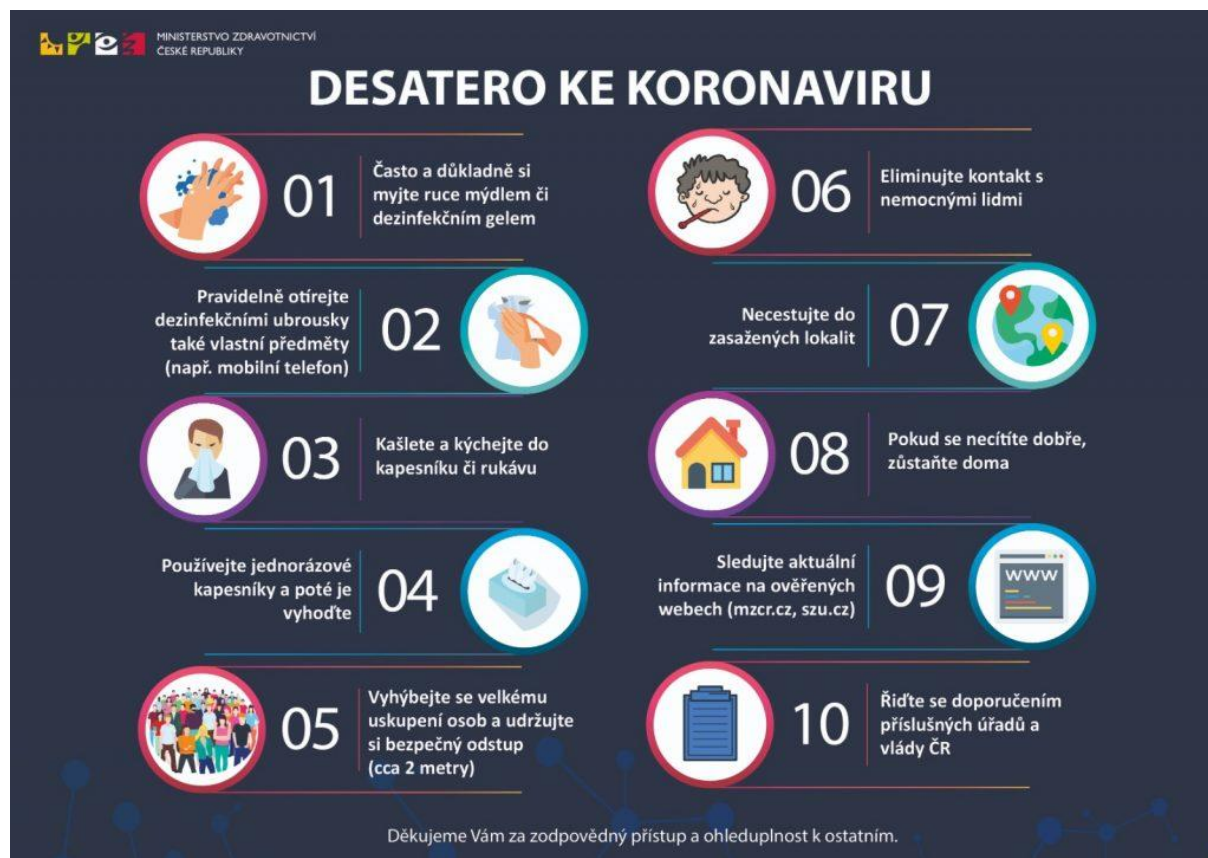 MINISTERSTVO ZDRAVOTNICTVÍ
ČESKÉ REPUBLIKY
DESATERO KE KORONAVIRU
01
Často a důkladně si
myjte ruce mýdlem či
dezinfekčním gelem
Pravidelně otírejte
dezinfekčními ubrousky
také vlastní předměty
(např. mobilní telefon)
02
03
Kašlete a kýchejte do
kapesníku či rukávu
Používejte jednorázové
kapesníky a poté je
vyhoďte
04
05
Vyhýbejte se velkému
uskupení osob a udržujte
si bezpečný odstup
(cca 2 metry)
06
Eliminujte kontakt s
nemocnými lidmi
Necestujte do
zasažených lokalit
07
08
Pokud se necítíte dobře,
zůstaňte doma
Sledujte aktuální
informace na ověřených
webech (mzcr.cz, szu.cz)
09
WWW
10
Řiďte se doporučením
příslušných úřadů a
vlády ČR
Děkujeme Vám za zodpovědný přístup a ohleduplnost k ostatním.